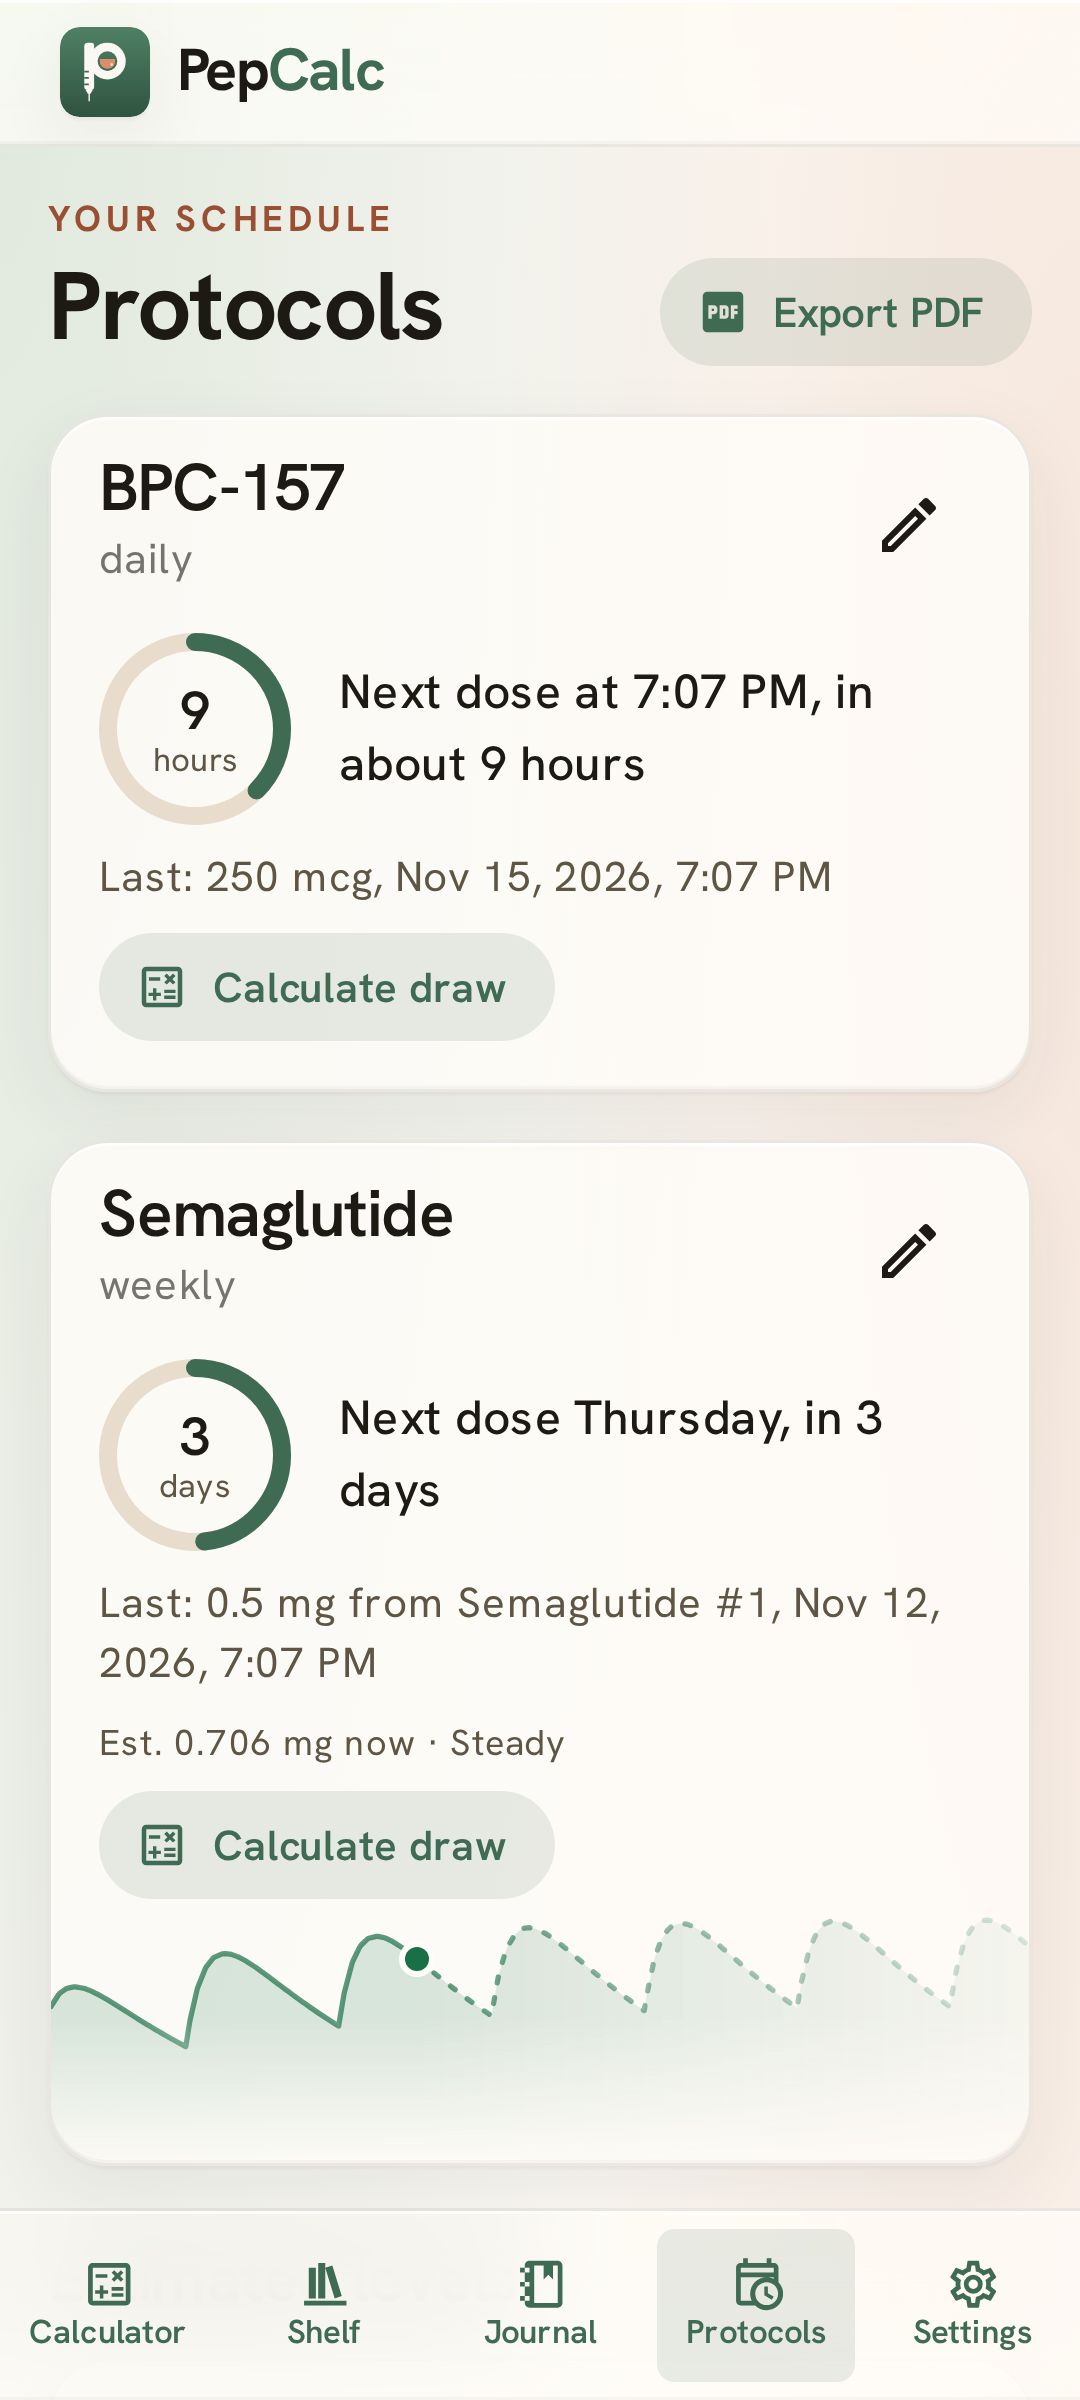 PepCalc
YOUR SCHEDULE
Protocols
PDF Export PDF
BPC-157
daily
9
hours
Next dose at 7:07 PM, in
about 9 hours
Last: 250 mcg, Nov 15, 2026, 7:07 PM
Calculate draw
Semaglutide
weekly
3
days
Next dose Thursday, in 3
days
Last: 0.5 mg from Semaglutide #1, Nov 12,
2026, 7:07 PM
Est. 0.706 mg now · Steady
Calculate draw
Calculator Shelf Journal Protocols Settings